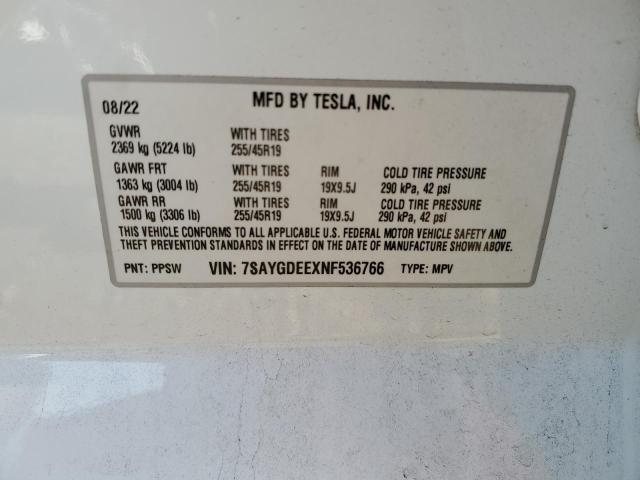 08/22 MFD BY TESLA, INC.
GVWR WITH TIRES
2369 kg (5224 lb) 255/45R19
GAWR FRT WITH TIRES RIM COLD TIRE PRESSURE
1363 kg (3004 lb) 255/45R19 19X9.5J 290 kPa, 42 psi
GAWR RR WITH TIRES RIM COLD TIRE PRESSURE
1500 kg (3306 lb) 255/45R19 19X9.5J 290 kPa, 42 psi
THIS VEHICLE CONFORMS TO ALL APPLICABLE U.S. FEDERAL MOTOR VEHICLE SAFETY AND
THEFT PREVENTION STANDARDS IN EFFECT ON THE DATE OF MANUFACTURE SHOWN ABOVE.
PNT: PPSW VIN: 7SAYGDEEXNF536766 TYPE: MPV